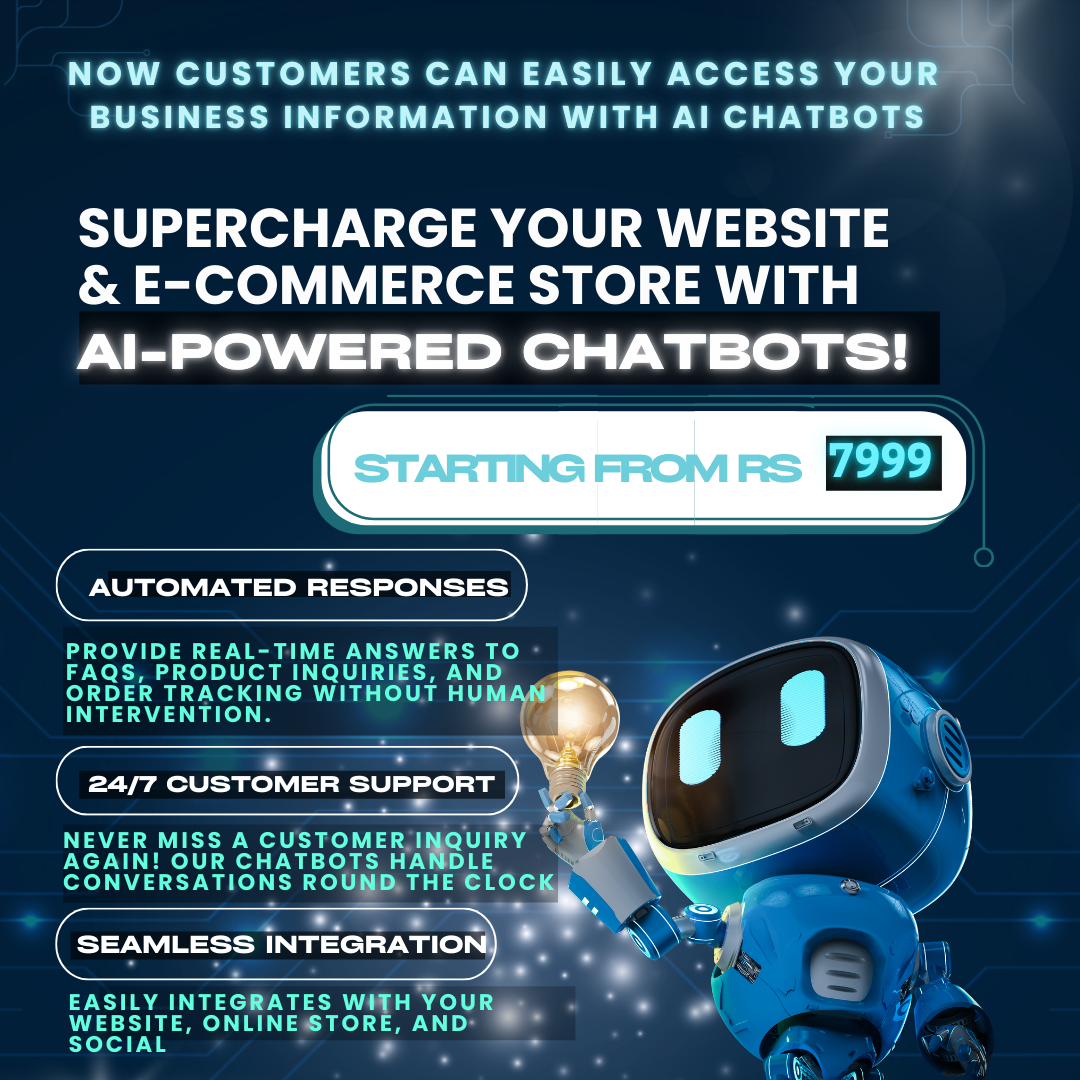 NOW CUSTOMERS CAN EASILY ACCESS YOUR
BUSINESS INFORMATION WITH AI CHATBOTS
SUPERCHARGE YOUR WEBSITE
& E-COMMERCE STORE WITH
AI-POWERED CHATBOTS!
STARTING FROM RS 7999
AUTOMATED RESPONSES
PROVIDE REAL-TIME ANSWERS TO
FAQS, PRODUCT INQUIRIES, AND
ORDER TRACKING WITHOUT HUMAN
INTERVENTION.
24/7 CUSTOMER SUPPORT
NEVER MISS A CUSTOMER INQUIRY
AGAIN! OUR CHATBOTS HANDLE
CONVERSATIONS ROUND THE CLOCK
SEAMLESS INTEGRATION
EASILY INTEGRATES WITH YOUR
WEBSITE, ONLINE STORE, AND
SOCIAL